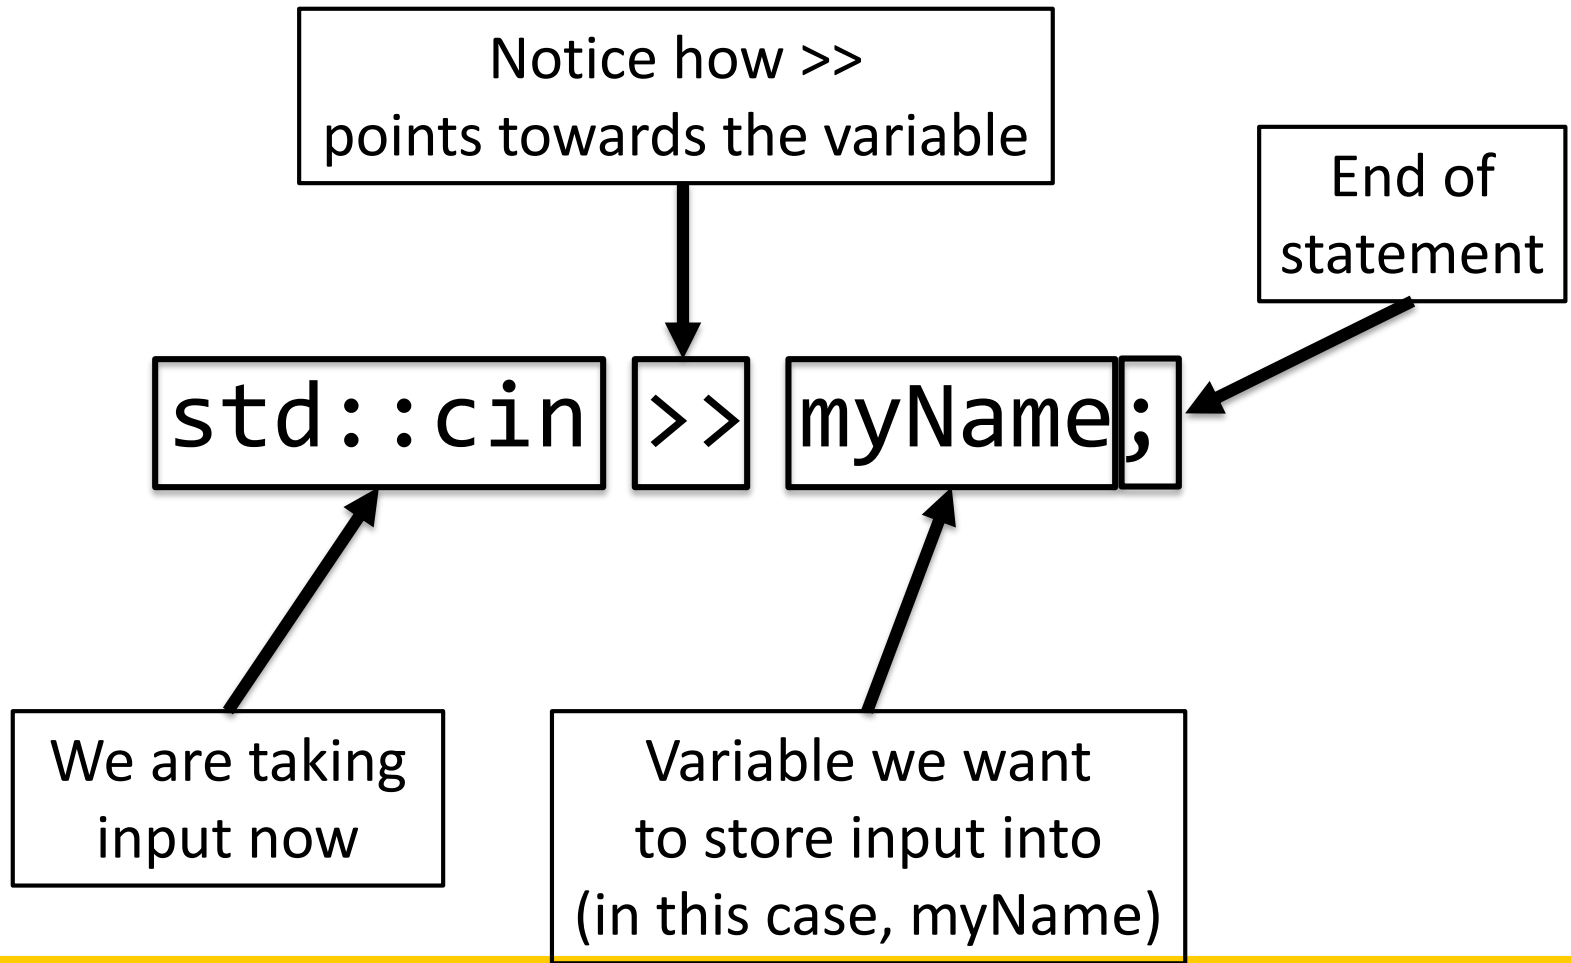 Notice how >>
points towards the variable
End of
statement
std::cin >> myName;
We are taking
input now
Variable we want
to store input into
(in this case, myName)